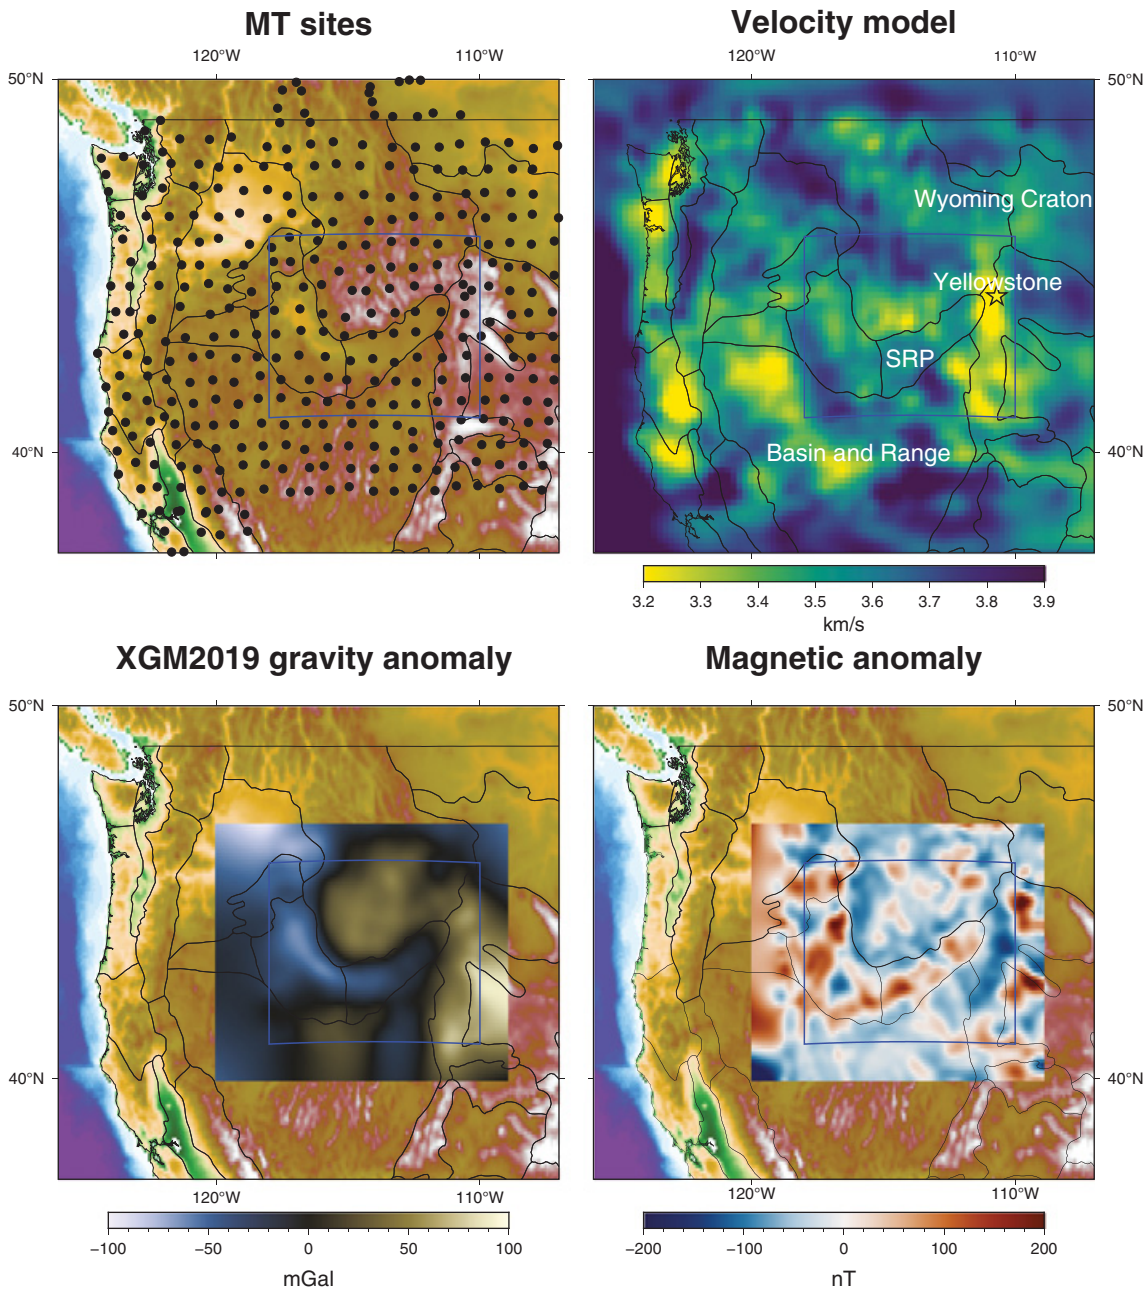 MT sites
Velocity model
120°W
110°W
120°W
110°W
50°N
50°N
Wyoming Craton
Yellowstone
SRP
40°N
Basin and Range
40°N
3.2
3.3
3.4
3.5
3.6
3.7
3.8
3.9
km/s
XGM2019 gravity anomaly
Magnetic anomaly
50°N
50°N
40°N
40°N
120°W
110°W
120°W
110°W
−100
−50
0
50
100
mGal
−200
−100
0
100
200
nT